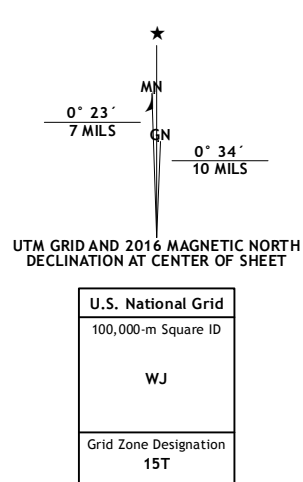 ★
MN
0° 23´
7 MILS
GN
0° 34´
10 MILS
UTM GRID AND 2016 MAGNETIC NORTH
DECLINATION AT CENTER OF SHEET
U.S. National Grid
100,000-m Square ID
WJ
Grid Zone Designation
15T